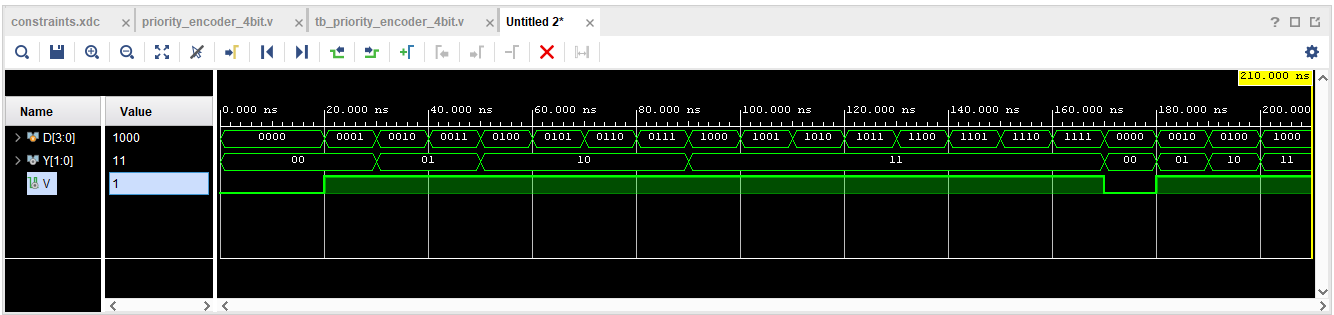 constraints.xdc × priority_encoder_4bit.v × tb_priority_encoder_4bit.v × Untitled 2* ×
210.000 ns
Name Value 0.000 ns 20.000 ns 40.000 ns 60.000 ns 80.000 ns 100.000 ns 120.000 ns 140.000 ns 160.000 ns 180.000 ns 200.000
D[3:0] 1000 0000 0001 0010 0011 0100 0101 0110 0111 1000 1001 1010 1011 1100 1101 1110 1111 0000 0010 0100 1000
Y[1:0] 11 00 01 10 11 00 01 10 11
V 1